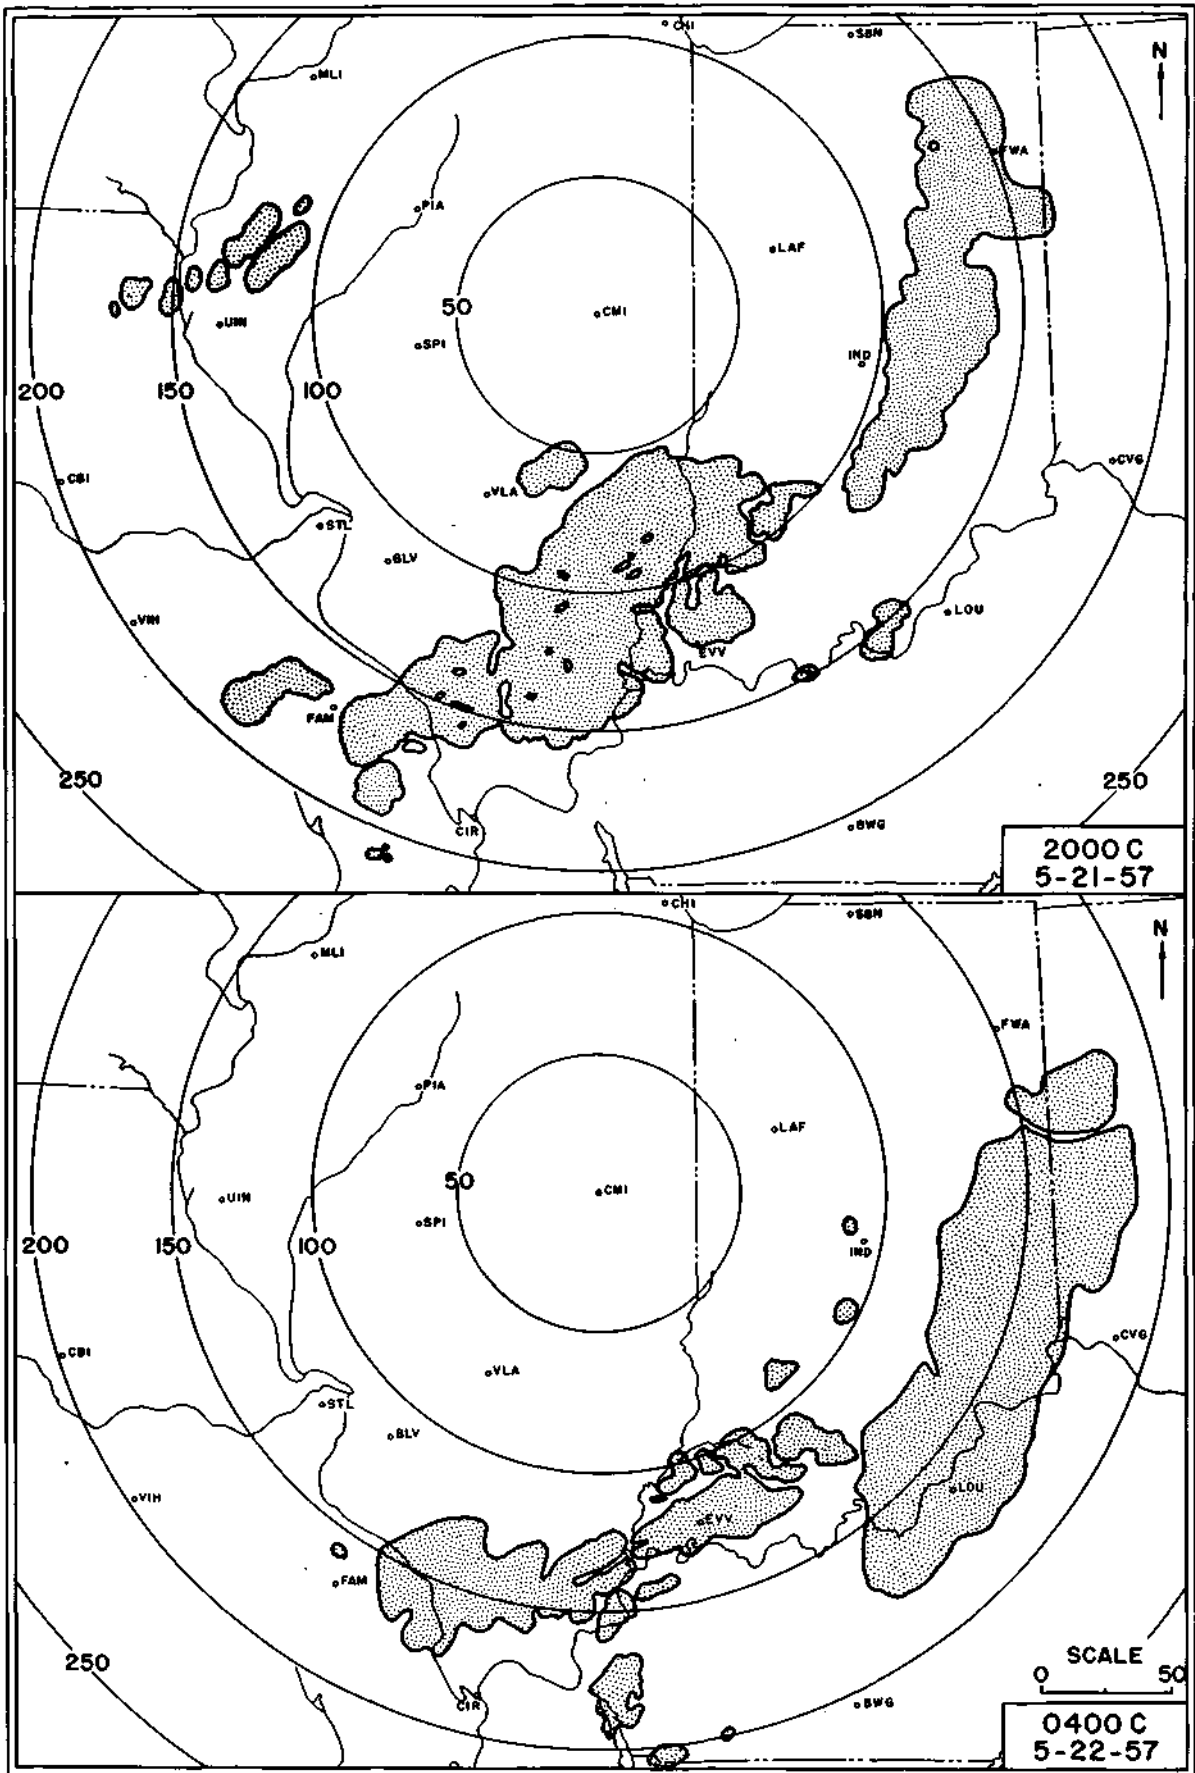 CHI
SBN
N
MLI
FWA
PIA
LAF
50
CMI
UIN
SPI
IND
200
150
100
CBI
VLA
CVG
STL
BLV
VIH
LOU
EVV
FAM
250
250
CIR
BWG
2000 C
5-21-57
CHI
SBN
N
MLI
FWA
PIA
LAF
50
CMI
UIN
SPI
IND
200
150
100
CBI
CVG
VLA
STL
BLV
VIH
LOU
EVV
FAM
250
SCALE
0
50
CIR
BWG
0400 C
5-22-57